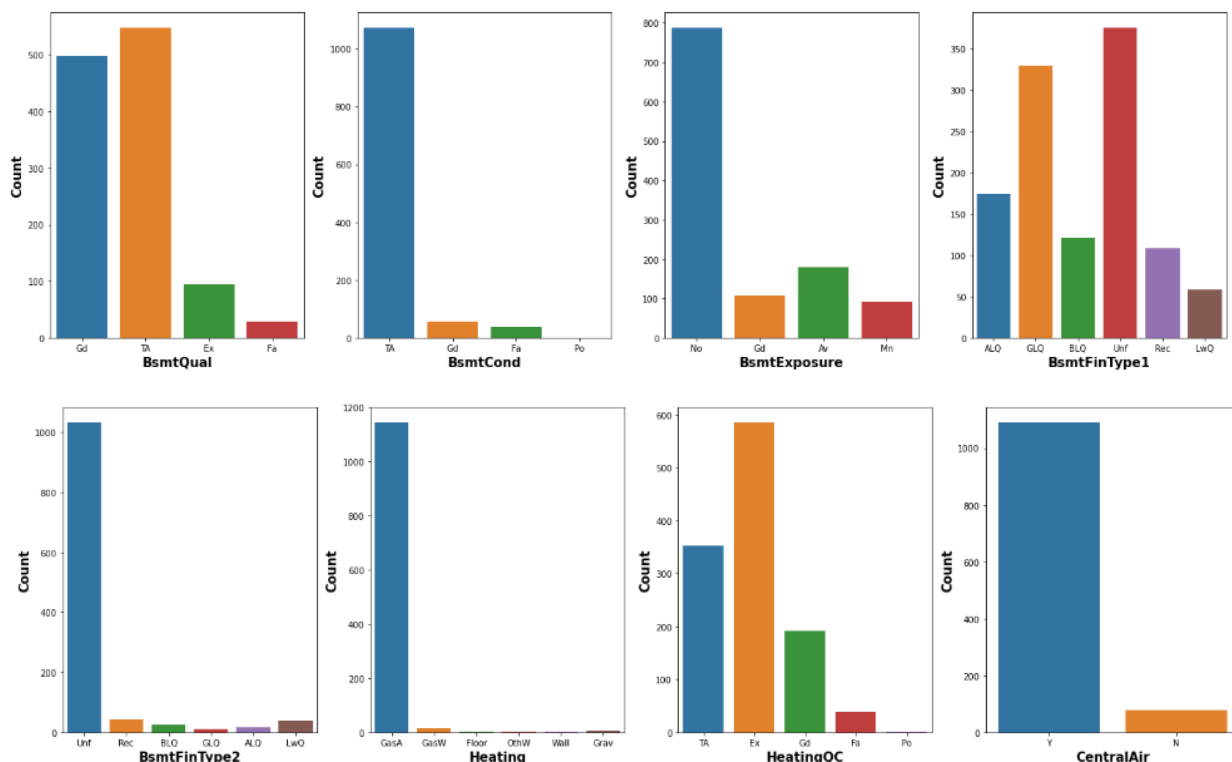 Count
500
400
300
200
100
0
Gd TA Ex Fa
BsmtQual
Count
1000
800
600
400
200
0
TA Gd Fa Po
BsmtCond
Count
800
700
600
500
400
300
200
100
0
No Gd Av Mn
BsmtExposure
Count
350
300
250
200
150
100
50
0
ALQ GLQ BLQ Unf Rec LwQ
BsmtFinType1
Count
1000
800
600
400
200
0
Unf Rec BLQ GLQ ALQ LwQ
BsmtFinType2
Count
1200
1000
800
600
400
200
0
GasA GasW Floor OthW Wall Grav
Heating
Count
600
500
400
300
200
100
0
TA Ex Gd Fa Po
HeatingQC
Count
1000
800
600
400
200
0
Y N
CentralAir